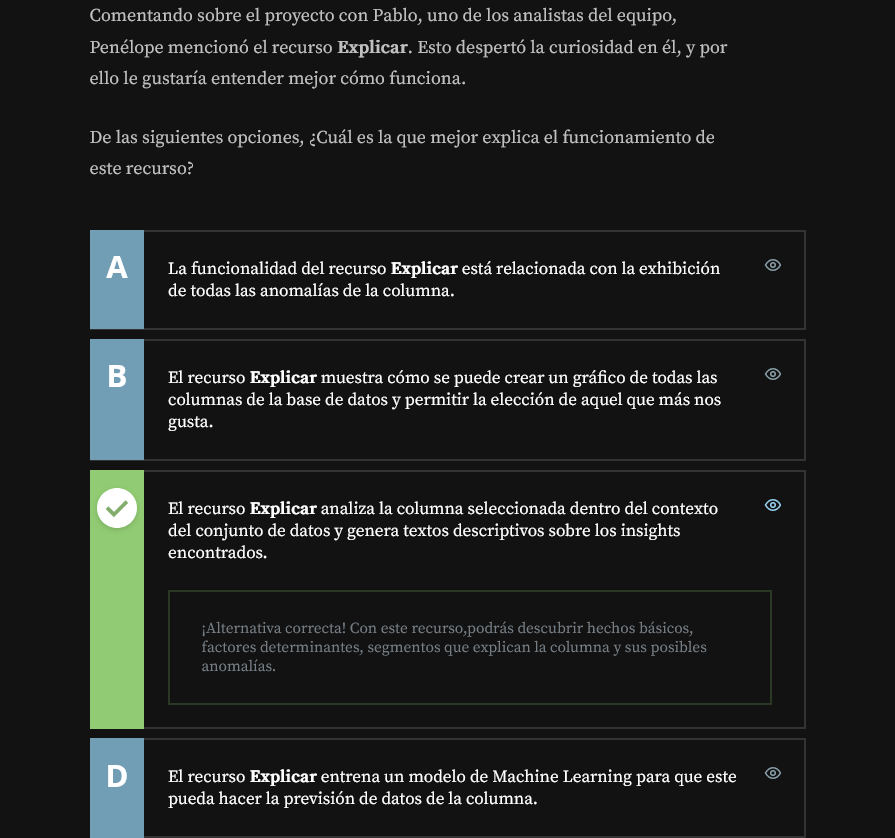 Comentando sobre el proyecto con Pablo, uno de los analistas del equipo,
Penélope mencionó el recurso Explicar. Esto despertó la curiosidad en él, y por
ello le gustaría entender mejor cómo funciona.
De las siguientes opciones, ¿Cuál es la que mejor explica el funcionamiento de
este recurso?
A
La funcionalidad del recurso Explicar está relacionada con la exhibición
de todas las anomalías de la columna.
B
El recurso Explicar muestra cómo se puede crear un gráfico de todas las
columnas de la base de datos y permitir la elección de aquel que más nos
gusta.
El recurso Explicar analiza la columna seleccionada dentro del contexto
del conjunto de datos y genera textos descriptivos sobre los insights
encontrados.
¡Alternativa correcta! Con este recurso,podrás descubrir hechos básicos,
factores determinantes, segmentos que explican la columna y sus posibles
anomalías.
D
El recurso Explicar entrena un modelo de Machine Learning para que este
pueda hacer la previsión de datos de la columna.